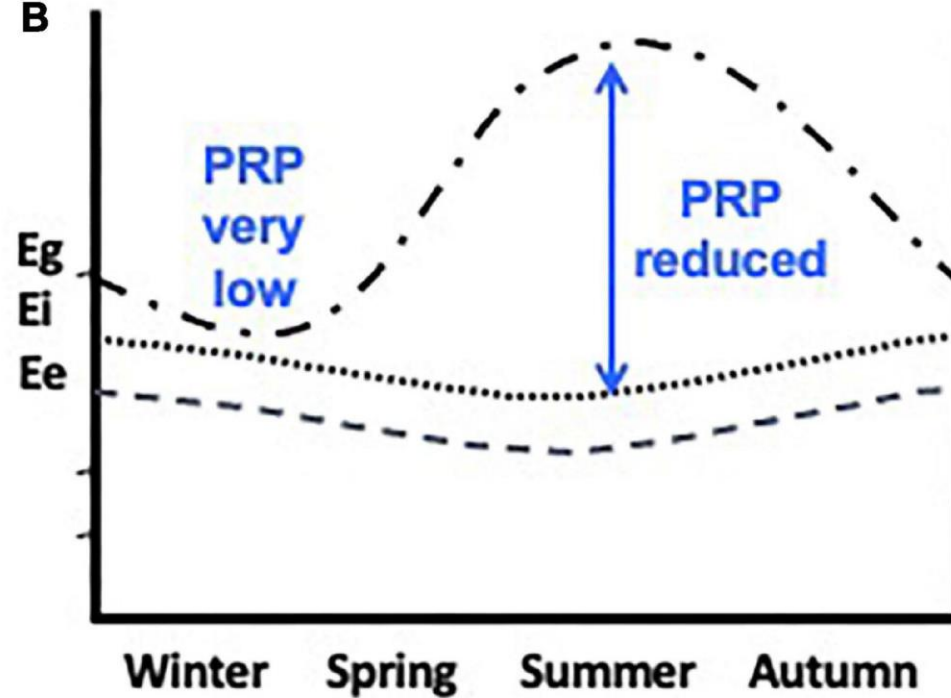 B
PRP
very
low
PRP
reduced
Eg
Ei
Ee
Winter Spring Summer Autumn